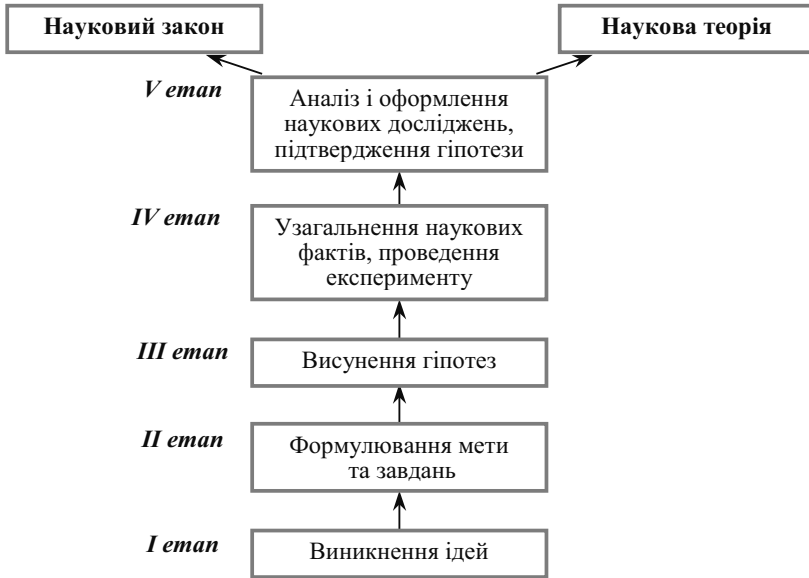 Науковий закон
Наукова теорія
V етап
Аналіз і оформлення
наукових досліджень,
підтвердження гіпотези
IV етап
Узагальнення наукових
фактів, проведення
експерименту
III етап
Висунення гіпотез
II етап
Формулювання мети
та завдань
I етап
Виникнення ідей